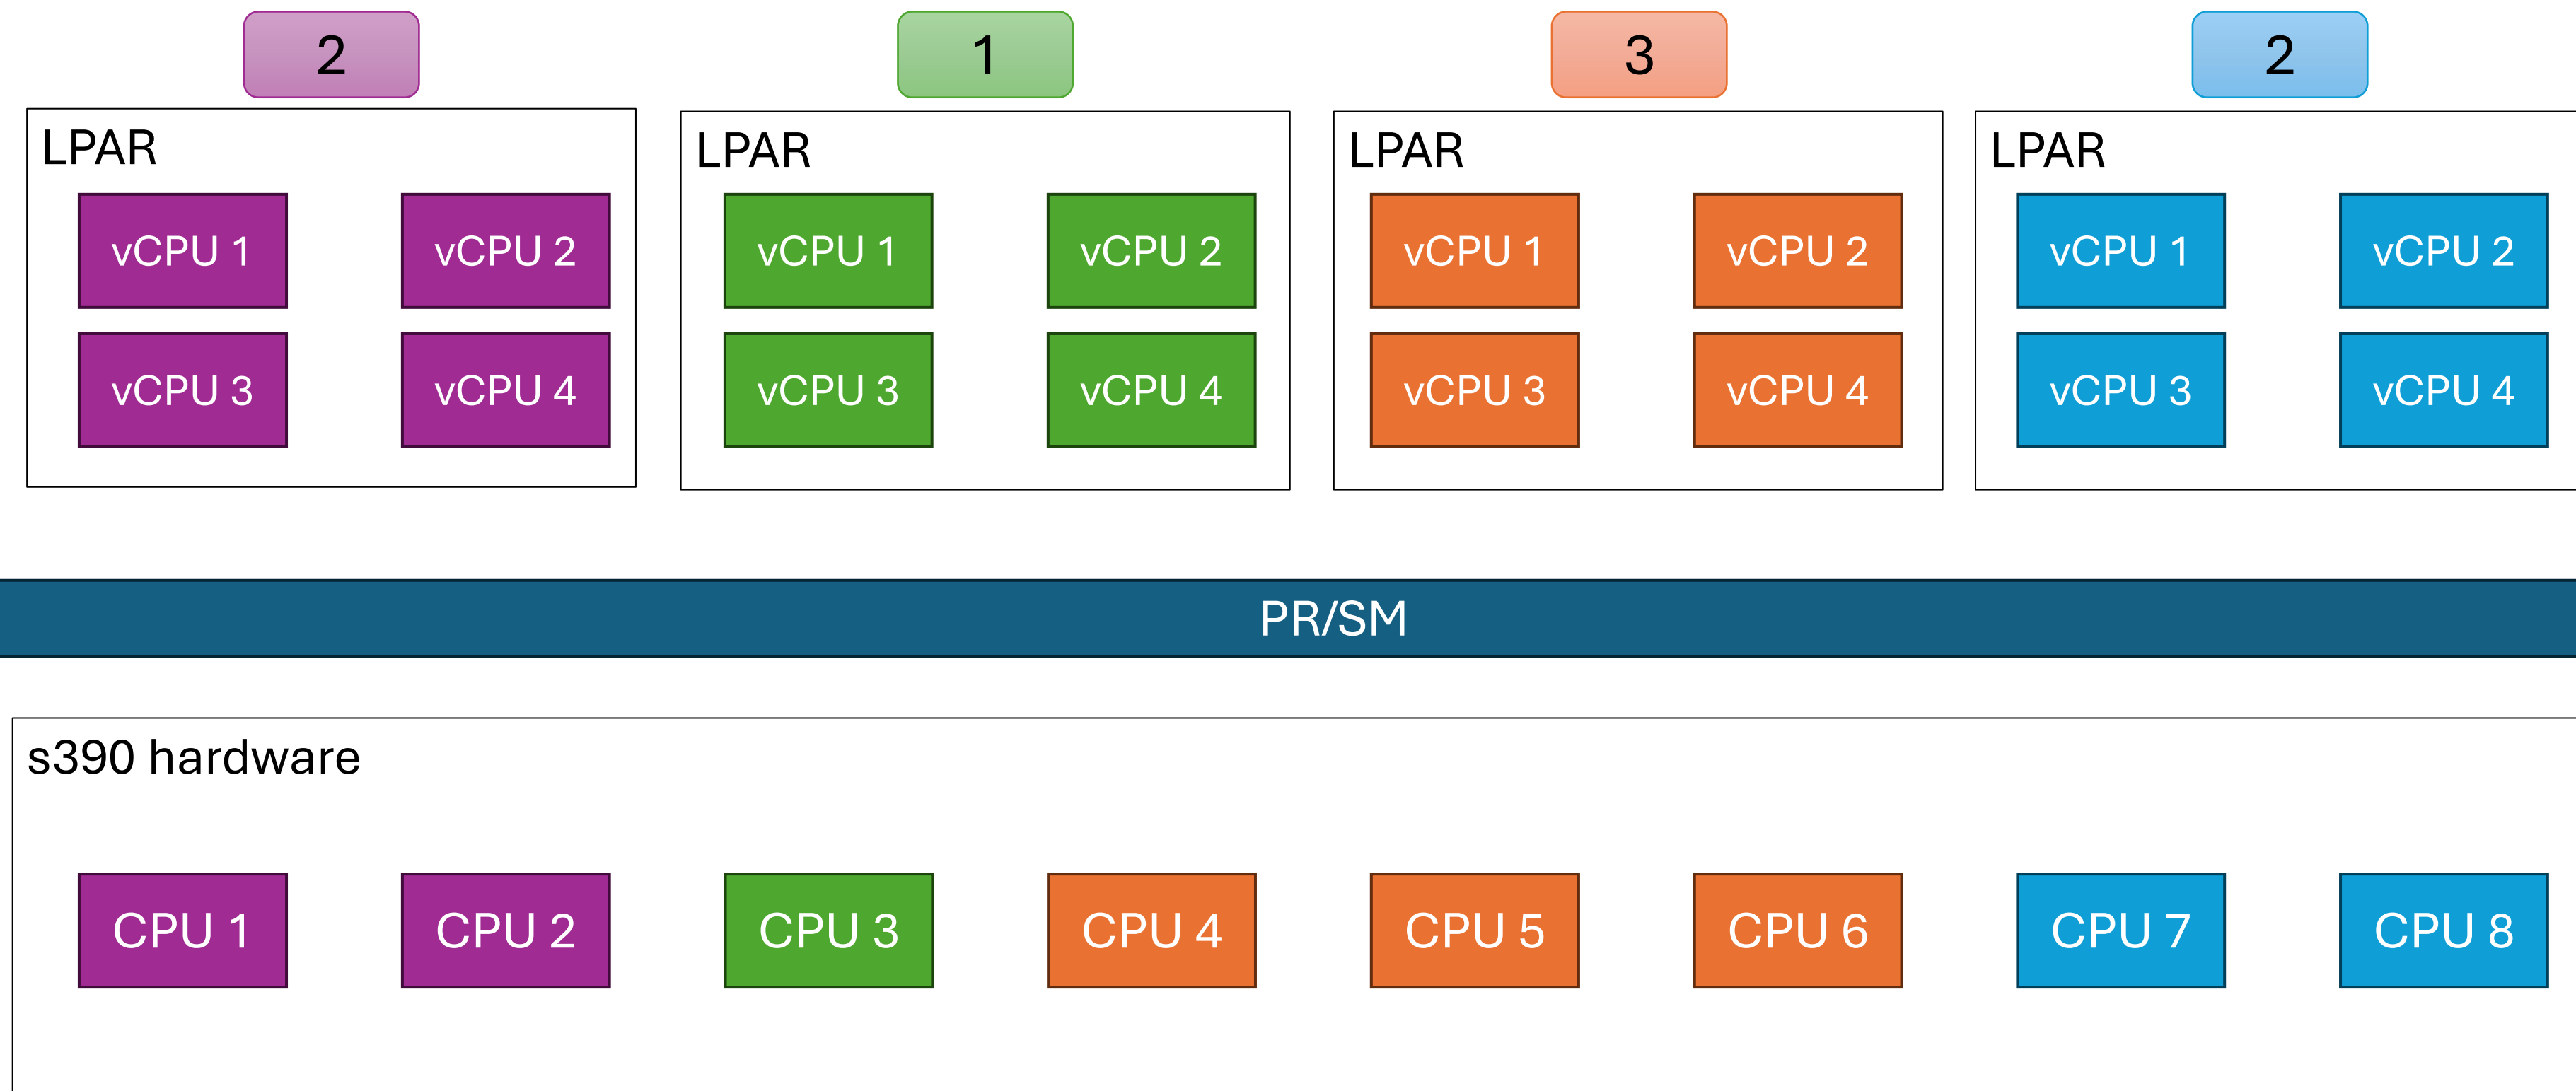 2
1
3
2
LPAR
LPAR
LPAR
LPAR
vCPU 1
vCPU 2
vCPU 1
vCPU 2
vCPU 1
vCPU 2
vCPU 1
vCPU 2
vCPU 3
vCPU 4
vCPU 3
vCPU 4
vCPU 3
vCPU 4
vCPU 3
vCPU 4
PR/SM
s390 hardware
CPU 1
CPU 2
CPU 3
CPU 4
CPU 5
CPU 6
CPU 7
CPU 8